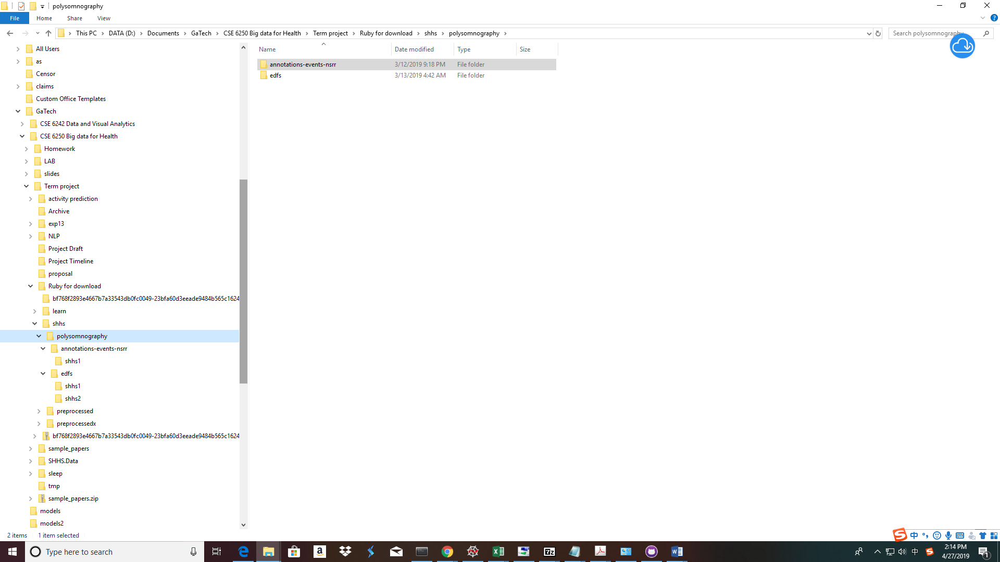 polysomnography
File Home Share View
This PC DATA (D:) Documents GaTech CSE 6250 Big data for Health Term project Ruby for download shhs polysomnography
Search polysomnography
Name Date modified Type Size
annotations-events-nsrr 3/12/2019 9:18 PM File folder
edfs 3/13/2019 4:42 AM File folder
All Users
as
Censor
claims
Custom Office Templates
GaTech
CSE 6242 Data and Visual Analytics
CSE 6250 Big data for Health
Homework
LAB
slides
Term project
activity prediction
Archive
exp13
NLP
Project Draft
Project Timeline
proposal
Ruby for download
bf768f2893e4667b7a33543db0fc0049-23bfa60d3eeade9484b565c1624
learn
shhs
polysomnography
annotations-events-nsrr
shhs1
edfs
shhs1
shhs2
preprocessed
preprocessedx
bf768f2893e4667b7a33543db0fc0049-23bfa60d3eeade9484b565c1624
sample_papers
SHHS.Data
sleep
tmp
sample_papers.zip
models
models2
2 items 1 item selected
中
Type here to search
中
2:14 PM
4/27/2019
1